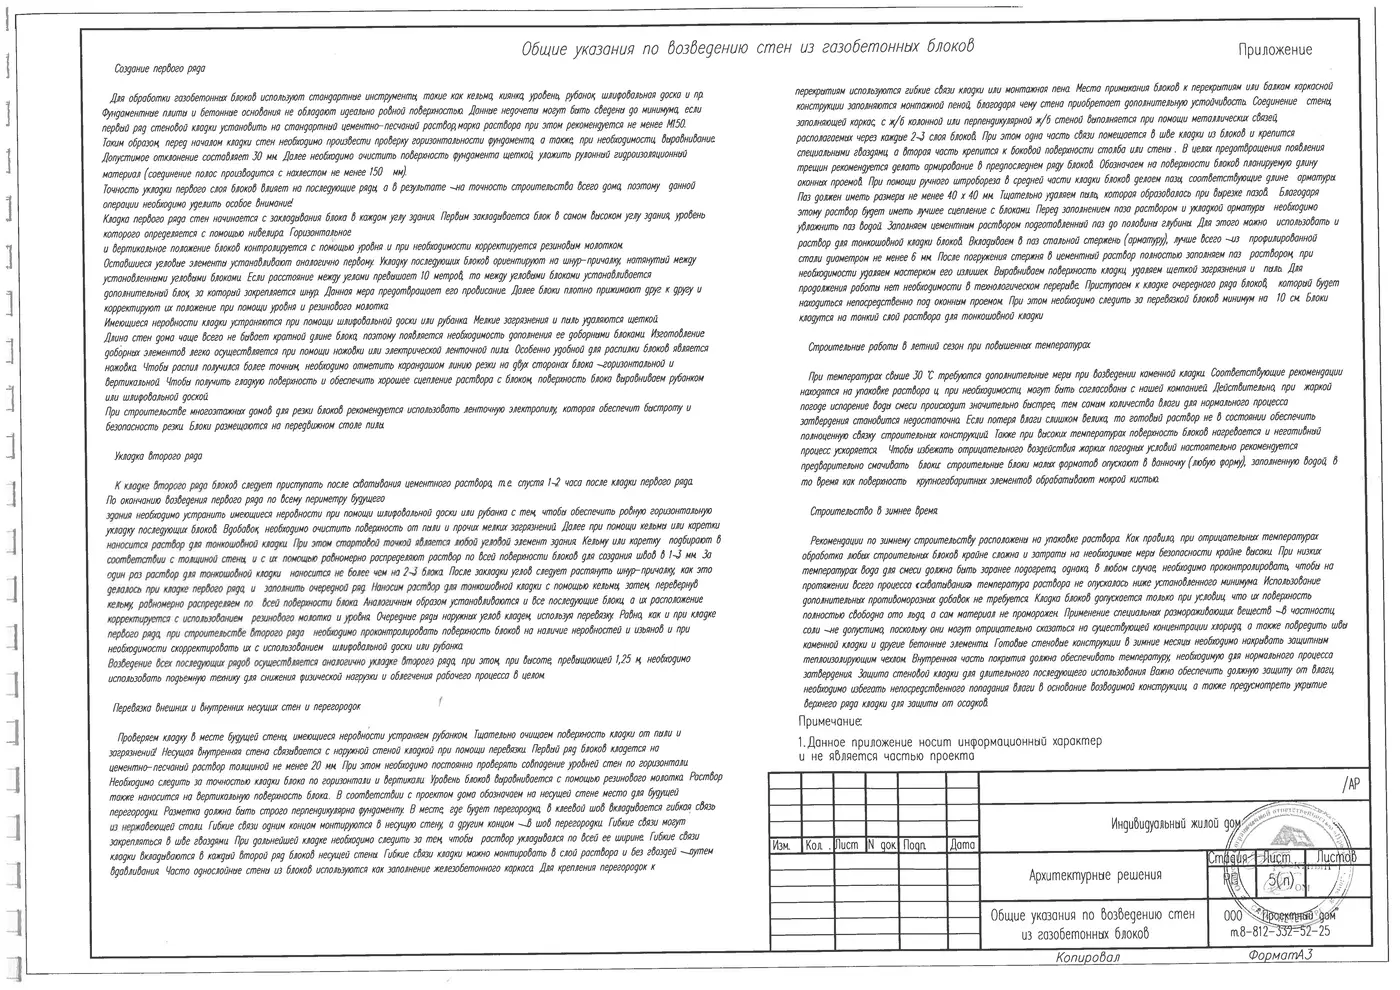 Общие указания по возведению стен из газобетонных блоков
Приложение
Создание первого ряда
Для обработки газобетонных блоков используют стандартные инструменты, такие как кельма, киянка, уровень, рубанок, шлифовальная доска и пр.
Фундаментные плиты и бетонные основания не обладают идеально ровной поверхностью. Данные недочеты могут быть сведены до минимума, если
первый ряд стеновой кладки установить на стандартный цементно-песчаный раствор,марка раствора при этом рекомендуется не менее М150.
Таким образом, перед началом кладки стен необходимо произвести проверку горизонтальности фундамента, а также, при необходимости, выравнивание.
Допустимое отклонение составляет 30 мм. Далее необходимо очистить поверхность фундамента щеткой, уложить рулонный гидроизоляционный
материал (соединение полос производится с нахлестом не менее 150 мм).
Точность укладки первого слоя блоков влияет на последующие ряды, а в результате –на точность строительства всего дома, поэтому данной
операции необходимо уделить особое внимание!
Кладка первого ряда стен начинается с закладывания блока в каждом углу здания. Первым закладывается блок в самом высоком углу здания, уровень
которого определяется с помощью нивелира. Горизонтальное
и вертикальное положение блоков контролируется с помощью уровня и при необходимости корректируется резиновым молотком.
Оставшиеся угловые элементы устанавливают аналогично первому. Укладку последующих блоков ориентируют на шнур-причалку, натянутый между
установленными угловыми блоками. Если расстояние между углами превышает 10 метров, то между угловыми блоками устанавливается
дополнительный блок, за который закрепляется шнур. Данная мера предотвращает его провисание. Далее блоки плотно прижимают друг к другу и
корректируют их положение при помощи уровня и резинового молотка.
Имеющиеся неровности кладки устраняются при помощи шлифовальной доски или рубанка. Мелкие загрязнения и пыль удаляются щеткой.
Длина стен дома чаще всего не бывает кратной длине блока, поэтому появляется необходимость дополнения ее доборными блоками. Изготовление
доборных элементов легко осуществляется при помощи ножовки или электрической ленточной пилы. Особенно удобной для распилки блоков является
ножовка. Чтобы распил получился более точным, необходимо отметить карандашом линию резки на двух сторонах блока –горизонтальной и
вертикальной. Чтобы получить гладкую поверхность и обеспечить хорошее сцепление раствора с блоком, поверхность блока выравниваем рубанком
или шлифовальной доской.
При строительстве многоэтажных домов для резки блоков рекомендуется использовать ленточную электропилу, которая обеспечит быстроту и
безопасность резки. Блоки размещаются на передвижном столе пилы.
Укладка второго ряда
К кладке второго ряда блоков следует приступать после схватывания цементного раствора, т.е. спустя 1–2 часа после кладки первого ряда.
По окончанию возведения первого ряда по всему периметру будущего
здания необходимо устранить имеющиеся неровности при помощи шлифовальной доски или рубанка с тем, чтобы обеспечить ровную горизонтальную
укладку последующих блоков. Вдобавок, необходимо очистить поверхность от пыли и прочих мелких загрязнений. Далее при помощи кельмы или каретки
наносится раствор для тонкошовной кладки. При этом стартовой точкой является любой угловой элемент здания. Кельму или каретку подбирают в
соответствии с толщиной стены, и с их помощью равномерно распределяют раствор по всей поверхности блоков для создания швов в 1–3 мм. За
один раз раствор для тонкошовной кладки наносится не более чем на 2–3 блока. После закладки углов следует растянуть шнур-причалку, как это
делалось при кладке первого ряда, и заполнить очередной ряд. Наносим раствор для тонкошовной кладки с помощью кельмы, затем, перевернув
кельму, равномерно распределяем по всей поверхности блока. Аналогичным образом устанавливаются и все последующие блоки, а их расположение
корректируется с использованием резинового молотка и уровня. Очередные ряды наружных углов кладем, используя перевязку. Равно, как и при кладке
первого ряда, при строительстве второго ряда необходимо проконтролировать поверхность блоков на наличие неровностей и изъянов и при
необходимости скорректировать их с использованием шлифовальной доски или рубанка.
Возведение всех последующих рядов осуществляется аналогично укладке второго ряда, при этом, при высоте, превышающей 1,25 м, необходимо
использовать подъемную технику для снижения физической нагрузки и облегчения рабочего процесса в целом.
Перевязка внешних и внутренних несущих стен и перегородок
Проверяем кладку в месте будущей стены, имеющиеся неровности устраняем рубанком. Тщательно очищаем поверхность кладки от пыли и
загрязнений! Несущая внутренняя стена связывается с наружной стеной кладкой при помощи перевязки. Первый ряд блоков кладется на
цементно-песчаный раствор толщиной не менее 20 мм. При этом необходимо постоянно проверять совпадение уровней стен по горизонтали.
Необходимо следить за точностью кладки блока по горизонтали и вертикали. Уровень блоков выравнивается с помощью резинового молотка. Раствор
также наносится на вертикальную поверхность блока. В соответствии с проектом дома обозначаем на несущей стене место для будущей
перегородки. Разметка должна быть строго перпендикулярна фундаменту. В месте, где будет перегородка, в клеевой шов вкладывается гибкая связь
из нержавеющей стали. Гибкие связи одним концом монтируются в несущую стену, а другим концом –в шов перегородки. Гибкие связи могут
закрепляться в шве гвоздями. При дальнейшей кладке необходимо следить за тем, чтобы раствор укладывался по всей ее ширине. Гибкие связи
кладки вкладываются в каждый второй ряд блоков несущей стены. Гибкие связи кладки можно монтировать в слой раствора и без гвоздей –путем
вдавливания. Часто однослойные стены из блоков используются как заполнение железобетонного каркаса. Для крепления перегородок к
перекрытиям используются гибкие связи кладки или монтажная пена. Места примыкания блоков к перекрытиям или балкам каркасной
конструкции заполняются монтажной пеной, благодаря чему стена приобретает дополнительную устойчивость. Соединение стены,
заполняющей каркас, с ж/б колонной или перпендикулярной ж/б стеной выполняется при помощи металлических связей,
располагаемых через каждые 2–3 слоя блоков. При этом одна часть связи помещается в шве кладки из блоков и крепится
специальными гвоздями, а вторая часть крепится к боковой поверхности столба или стены . В целях предотвращения появления
трещин рекомендуется делать армирование в предпоследнем ряду блоков. Обозначаем на поверхности блоков планируемую длину
оконных проемов. При помощи ручного штробореза в средней части кладки блоков делаем пазы, соответствующие длине арматуры.
Паз должен иметь размеры не менее 40 х 40 мм. Тщательно удаляем пыль, которая образовалась при вырезке пазов. Благодаря
этому раствор будет иметь лучшее сцепление с блоками. Перед заполнением паза раствором и укладкой арматуры необходимо
увлажнить паз водой. Заполняем цементным раствором подготовленный паз до половины глубины. Для этого можно использовать и
раствор для тонкошовной кладки блоков. Вкладываем в паз стальной стержень (арматуру), лучше всего –из профилированной
стали диаметром не менее 6 мм. После погружения стержня в цементный раствор полностью заполняем паз раствором, при
необходимости удаляем мастерком его излишек. Выравниваем поверхность кладки, удаляем щеткой загрязнения и пыль. Для
продолжения работы нет необходимости в технологическом перерыве. Приступаем к кладке очередного ряда блоков, который будет
находиться непосредственно под оконным проемом. При этом необходимо следить за перевязкой блоков минимум на 10 см. Блоки
кладутся на тонкий слой раствора для тонкошовной кладки.
Строительные работы в летний сезон при повышенных температурах
При температурах свыше 30 °С требуются дополнительные меры при возведении каменной кладки. Соответствующие рекомендации
находятся на упаковке раствора и, при необходимости, могут быть согласованы с нашей компанией. Действительно, при жаркой
погоде испарение воды смеси происходит значительно быстрее, тем самым количества влаги для нормального процесса
затвердения становится недостаточно. Если потеря влаги слишком велика, то готовый раствор не в состоянии обеспечить
полноценную связку строительных конструкций. Также при высоких температурах поверхность блоков нагревается и негативный
процесс ускоряется. Чтобы избежать отрицательного воздействия жарких погодных условий настоятельно рекомендуется
предварительно смачивать блоки: строительные блоки малых форматов опускают в ванночку (любую форму), заполненную водой, в
то время как поверхность крупногабаритных элементов обрабатывают мокрой кистью.
Строительство в зимнее время.
Рекомендации по зимнему строительству расположены на упаковке раствора. Как правило, при отрицательных температурах
обработка любых строительных блоков крайне сложна и затраты на необходимые меры безопасности крайне высоки. При низких
температурах вода для смеси должна быть заранее подогрета, однако, в любом случае, необходимо проконтролировать, чтобы на
протяжении всего процесса «схватывания» температура раствора не опускалась ниже установленного минимума. Использование
дополнительных противоморозных добавок не требуется. Кладка блоков допускается только при условии, что их поверхность
полностью свободна от льда, а сам материал не проморожен. Применение специальных размораживающих веществ –в частности,
соли –не допустимо, поскольку они могут отрицательно сказаться на существующей концентрации хлорида, а также повредить швы
каменной кладки и другие бетонные элементы. Готовые стеновые конструкции в зимние месяцы необходимо накрывать защитным
теплоизолирующим чехлом. Внутренняя часть покрытия должна обеспечивать температуру, необходимую для нормального процесса
затвердения. Защита стеновой кладки для длительного последующего использования Важно обеспечить должную защиту от влаги,
необходимо избегать непосредственного попадания влаги в основание возводимой конструкции, а также предусмотреть укрытие
верхнего ряда кладки для защиты от осадков.
Примечание:
1.Данное приложение носит информационный характер
и не является частью проекта
/АР
Индивидуальный жилой дом
Изм. Кол. Лист N док. Подп. Дата
Архитектурные решения
Стадия Лист Листов
Р 5(п)
Общие указания по возведению стен
из газобетонных блоков
ООО Проектный дом
т.8-812-332-52-25
Копировал
ФорматА3